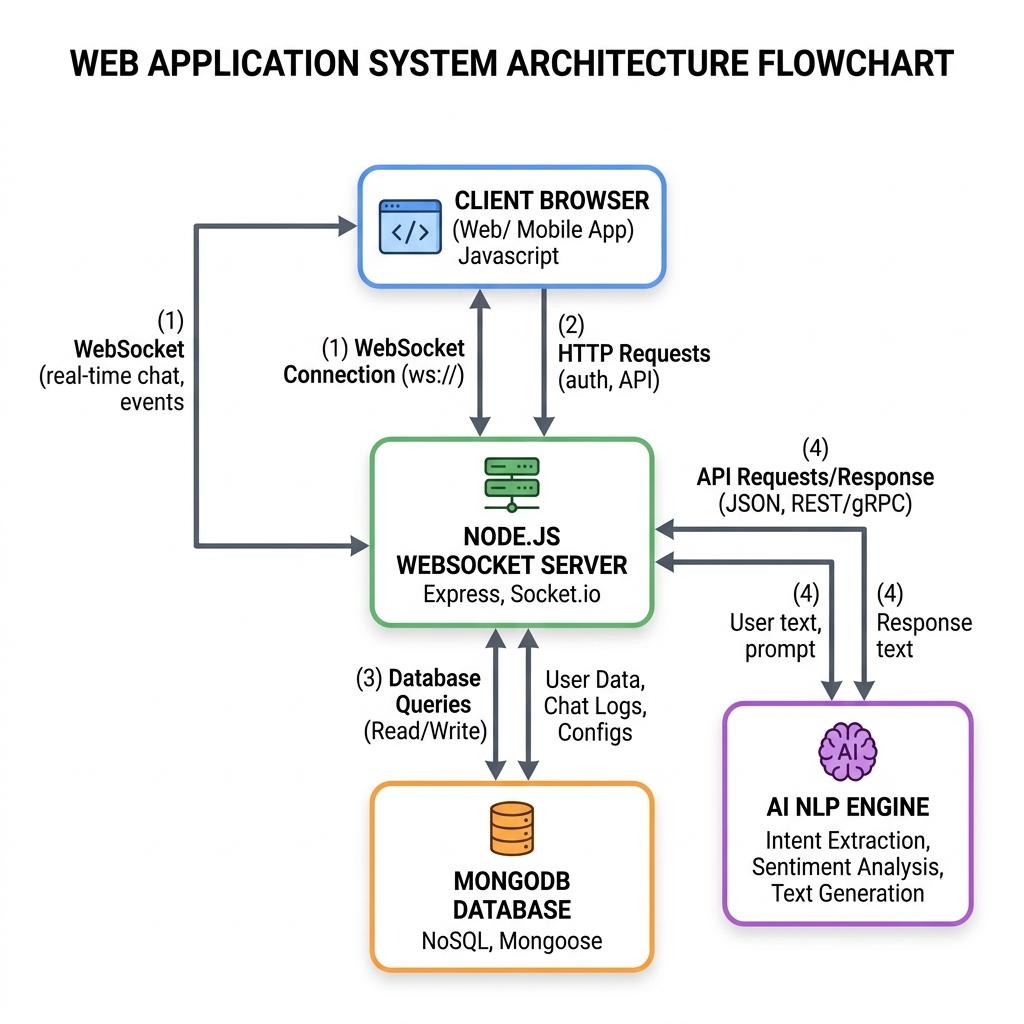 WEB APPLICATION SYSTEM ARCHITECTURE FLOWCHART
</>
CLIENT BROWSER
(Web/ Mobile App)
Javascript
(1)
WebSocket
(real-time chat,
events
(1) WebSocket
Connection (ws://)
(2)
HTTP Requests
(auth, API)
NODE.JS
WEBSOCKET SERVER
Express, Socket.io
(4)
API Requests/Response
(JSON, REST/gRPC)
(4)
User text,
prompt
(4)
Response
text
(3) Database
Queries
(Read/Write)
User Data,
Chat Logs,
Configs
MONGODB
DATABASE
NoSQL, Mongoose
AI
AI NLP ENGINE
Intent Extraction,
Sentiment Analysis,
Text Generation